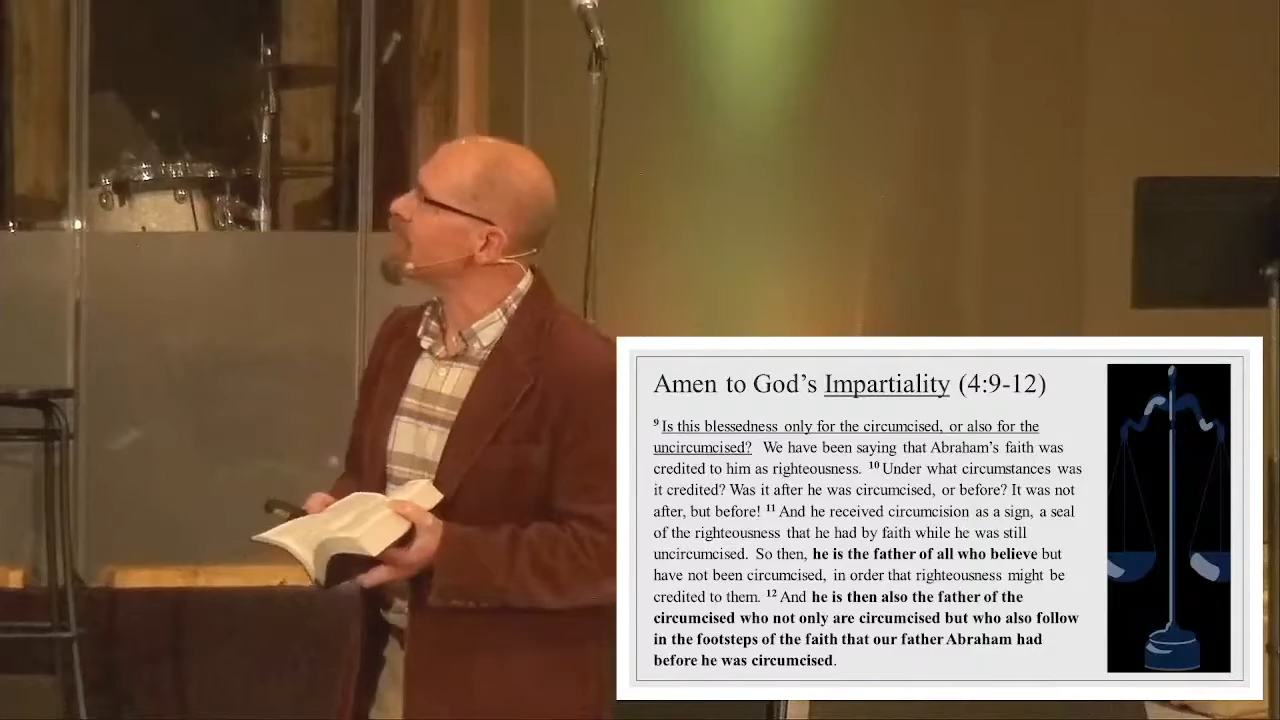 Amen to God's Impartiality (4:9-12)
9 Is this blessedness only for the circumcised, or also for the
uncircumcised? We have been saying that Abraham's faith was
credited to him as righteousness. 10 Under what circumstances was
it credited? Was it after he was circumcised, or before? It was not
after, but before! 11 And he received circumcision as a sign, a seal
of the righteousness that he had by faith while he was still
uncircumcised. So then, he is the father of all who believe but
have not been circumcised, in order that righteousness might be
credited to them. 12 And he is then also the father of the
circumcised who not only are circumcised but who also follow
in the footsteps of the faith that our father Abraham had
before he was circumcised.